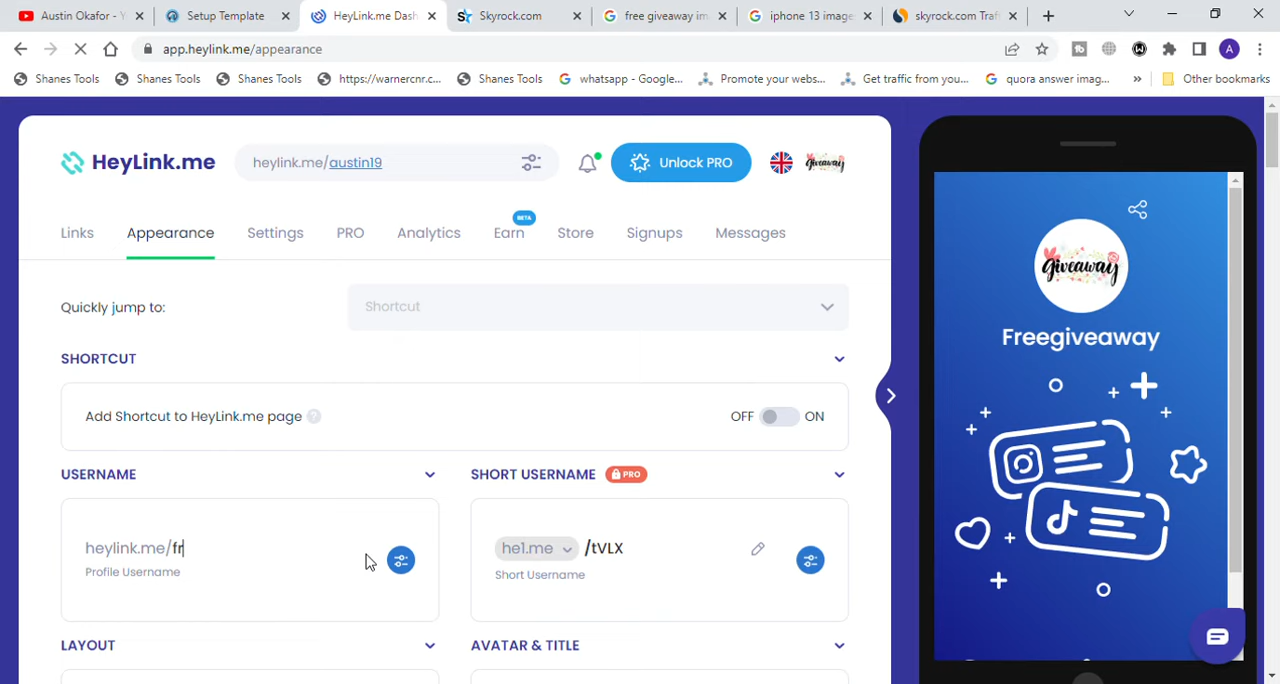 Austin Okafor - Y
Setup Template
HeyLink.me Dash
Skyrock.com
free giveaway im
iphone 13 image
skyrock.com Traf
app.heylink.me/appearance
A
Shanes Tools
Shanes Tools
Shanes Tools
https://warnercnr.c...
Shanes Tools
whatsapp - Google...
Promote your webs...
Get traffic from you...
quora answer imag...
»
Other bookmarks
HeyLink.me
heylink.me/austin19
Unlock PRO
giveaway
Links
Appearance
Settings
PRO
Analytics
Earn
BETA
Store
Signups
Messages
Quickly jump to:
Shortcut
SHORTCUT
Add Shortcut to HeyLink.me page ?
OFF ON
USERNAME
heylink.me/fr
Profile Username
SHORT USERNAME PRO
he1.me /tVLX
Short Username
LAYOUT
AVATAR & TITLE
giveaway
Freegiveaway